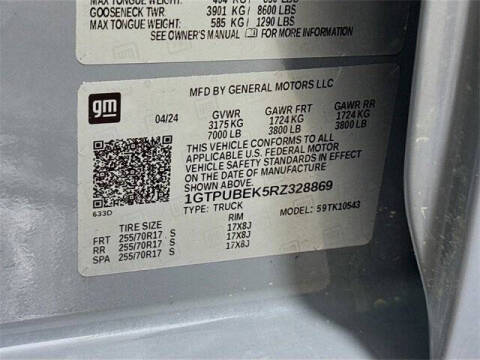 MAX TONGUE WEIGHT:
GOOSENECK TWR: 3901 KG / 8600 LBS
MAX TONGUE WEIGHT: 585 KG / 1290 LBS
SEE OWNER'S MANUAL FOR MORE INFORMATION
gm
MFD BY GENERAL MOTORS LLC
04/24 GVWR GAWR FRT GAWR RR
3175 KG 1724 KG 1724 KG
7000 LB 3800 LB 3800 LB
THIS VEHICLE CONFORMS TO ALL
APPLICABLE U.S. FEDERAL MOTOR
VEHICLE SAFETY STANDARDS
IN EFFECT ON THE DATE OF
MANUFACTURE SHOWN ABOVE.
1GTPUBEK5RZ328869
TYPE: TRUCK MODEL: 59TK10543
633D
TIRE SIZE RIM
FRT 255/70R17 S 17X8J
RR 255/70R17 S 17X8J
SPA 255/70R17 S 17X8J